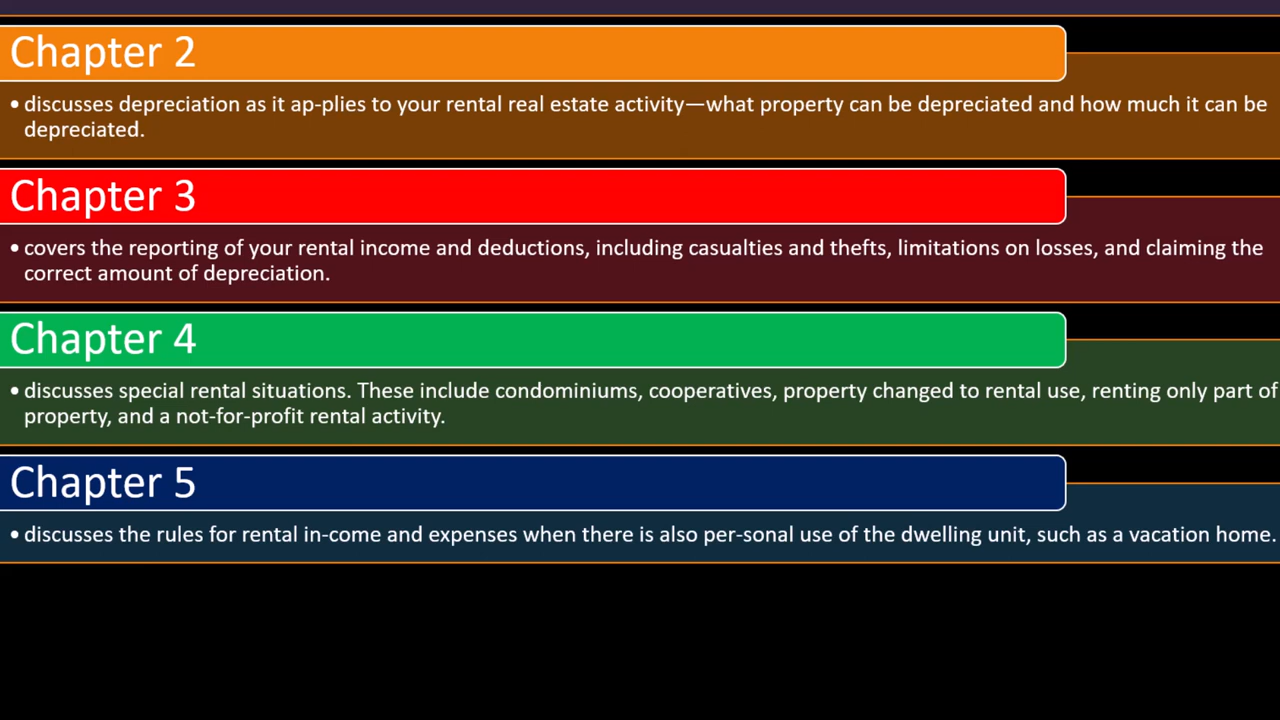 Chapter 2
• discusses depreciation as it ap-plies to your rental real estate activity—what property can be depreciated and how much it can be
depreciated.
Chapter 3
• covers the reporting of your rental income and deductions, including casualties and thefts, limitations on losses, and claiming the
correct amount of depreciation.
Chapter 4
• discusses special rental situations. These include condominiums, cooperatives, property changed to rental use, renting only part of
property, and a not-for-profit rental activity.
Chapter 5
• discusses the rules for rental in-come and expenses when there is also per-sonal use of the dwelling unit, such as a vacation home.